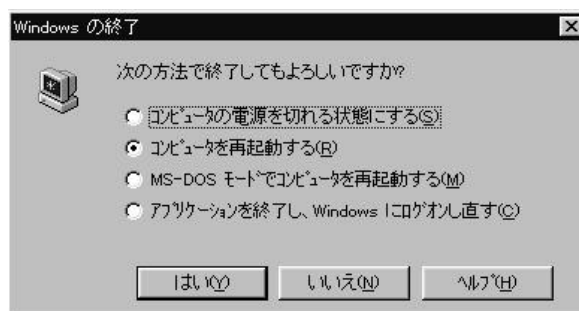 Windows の終了
次の方法で終了してもよろしいですか?
ｺﾝﾋﾟｭｰﾀの電源を切れる状態にする(S)
ｺﾝﾋﾟｭｰﾀを再起動する(R)
MS-DOS ﾓｰﾄﾞでｺﾝﾋﾟｭｰﾀを再起動する(M)
ｱﾌﾟﾘｹｰｼｮﾝを終了し、Windows にﾛｸﾞｵﾝし直す(C)
はい(Y) いいえ(N) ﾍﾙﾌﾟ(H)